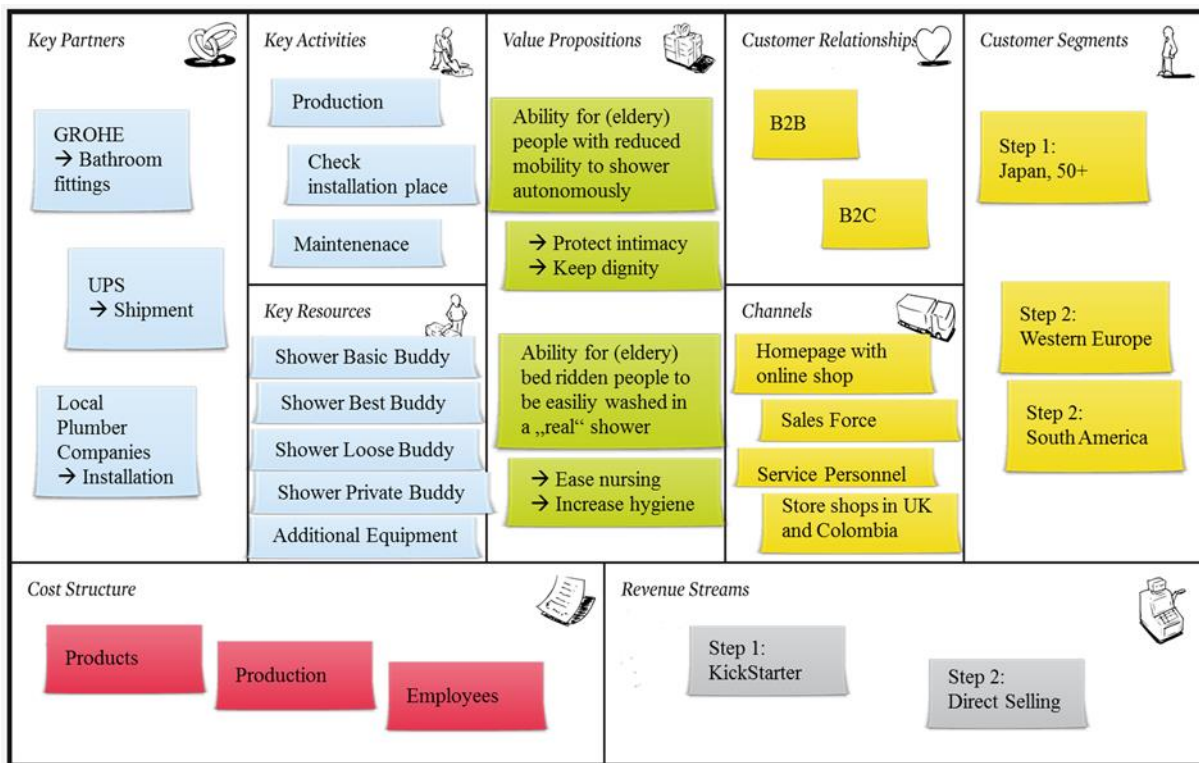 Key Partners
GROHE
→ Bathroom
fittings
UPS
→ Shipment
Local
Plumber
Companies
→ Installation
Key Activities
Production
Check
installation place
Maintenenace
Key Resources
Shower Basic Buddy
Shower Best Buddy
Shower Loose Buddy
Shower Private Buddy
Additional Equipment
Value Propositions
Ability for (eldery)
people with reduced
mobility to shower
autonomously
→ Protect intimacy
→ Keep dignity
Ability for (eldery)
bed ridden people to
be easiliy washed in
a „real“ shower
→ Ease nursing
→ Increase hygiene
Customer Relationships
B2B
B2C
Channels
Homepage with
online shop
Sales Force
Service Personnel
Store shops in UK
and Colombia
Customer Segments
Step 1:
Japan, 50+
Step 2:
Western Europe
Step 2:
South America
Cost Structure
Products
Production
Employees
Revenue Streams
Step 1:
KickStarter
Step 2:
Direct Selling